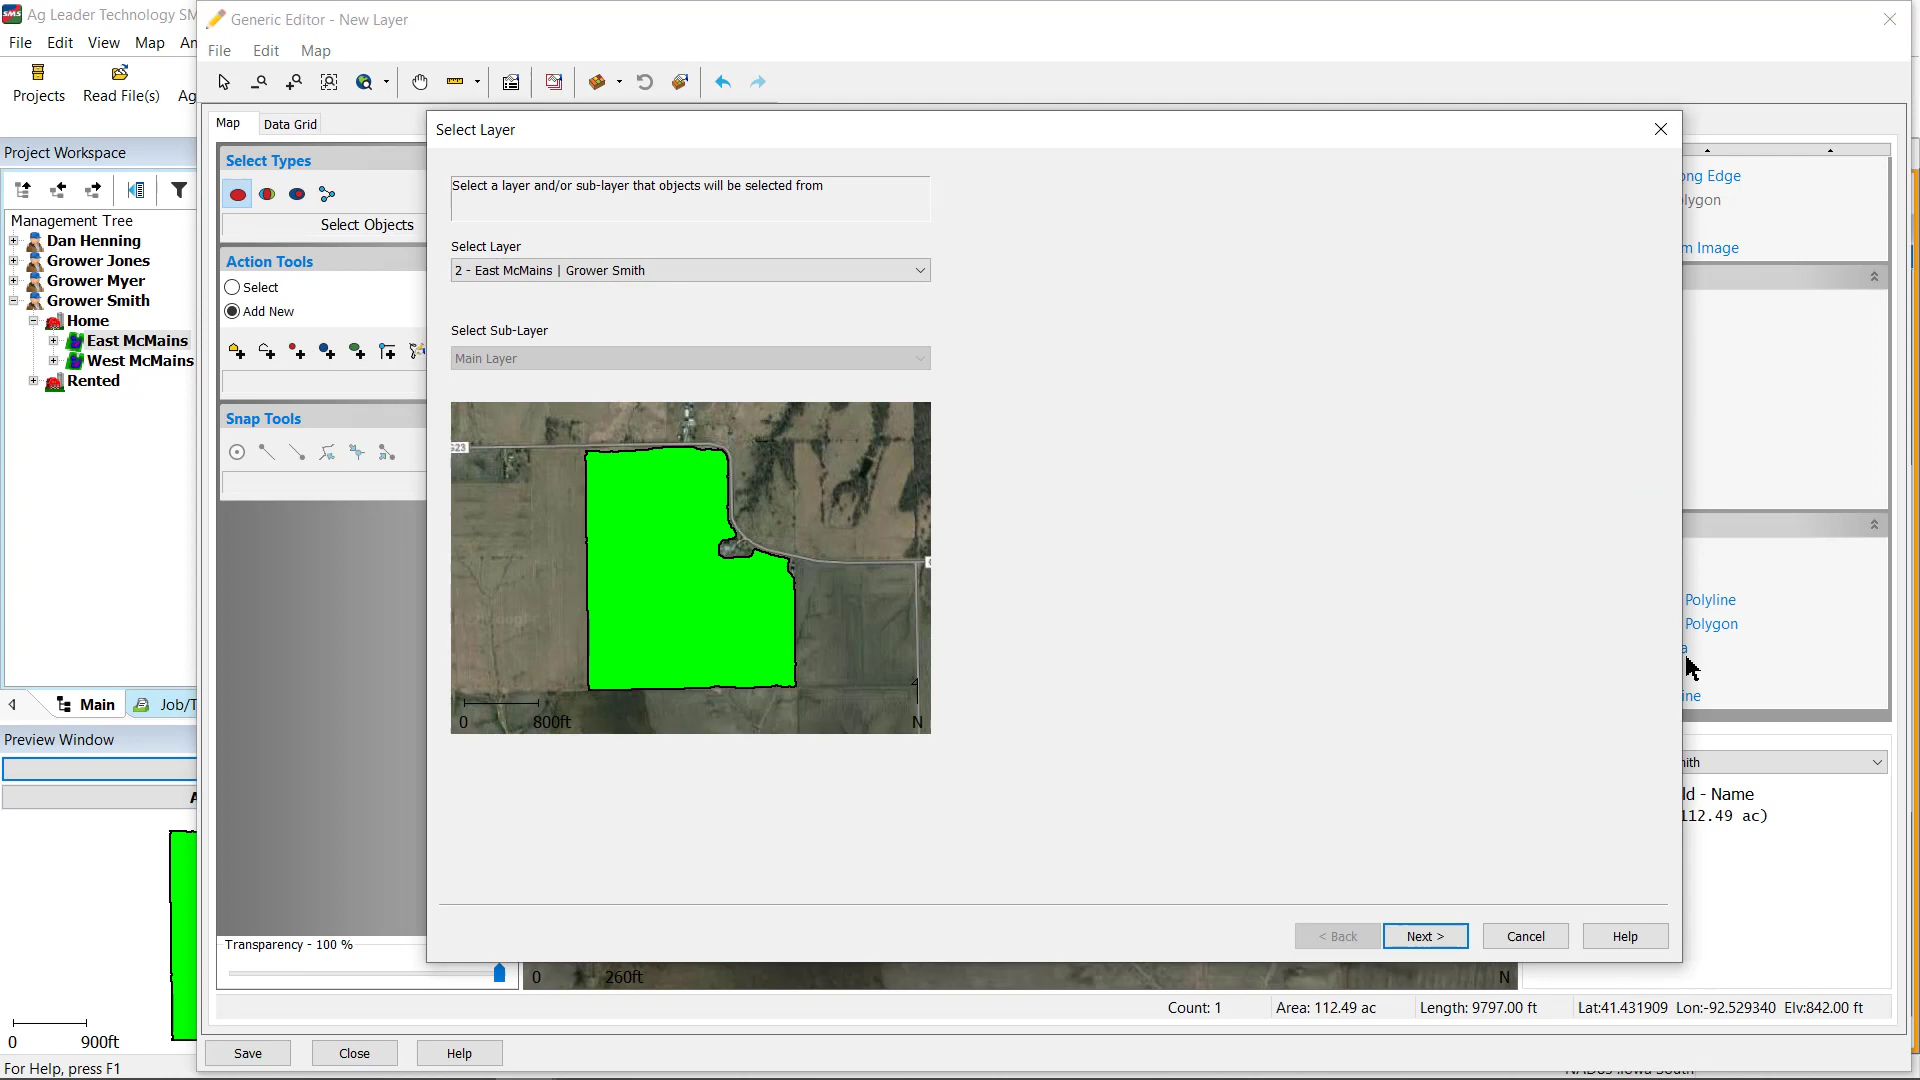 SMS
Ag Leader Technology SM
File Edit View Map An
Projects Read File(s) Ag
Project Workspace
Management Tree
Dan Henning
Grower Jones
Grower Myer
Grower Smith
Home
East McMains
West McMains
Rented
Main Job/T
Preview Window
A
0 900ft
For Help, press F1
Generic Editor - New Layer
File Edit Map
Map Data Grid
Select Types
Select Objects
Action Tools
Select
Add New
Snap Tools
Transparency - 100 %
Select Layer
Select a layer and/or sub-layer that objects will be selected from
Select Layer
2 - East McMains | Grower Smith
Select Sub-Layer
Main Layer
0 800ft N
< Back Next > Cancel Help
ong Edge
lygon
m Image
Polyline
Polygon
a
ine
ith
ld - Name
112.49 ac)
0 260ft N
Count: 1 Area: 112.49 ac Length: 9797.00 ft Lat:41.431909 Lon:-92.529340 Elv:842.00 ft
Save Close Help